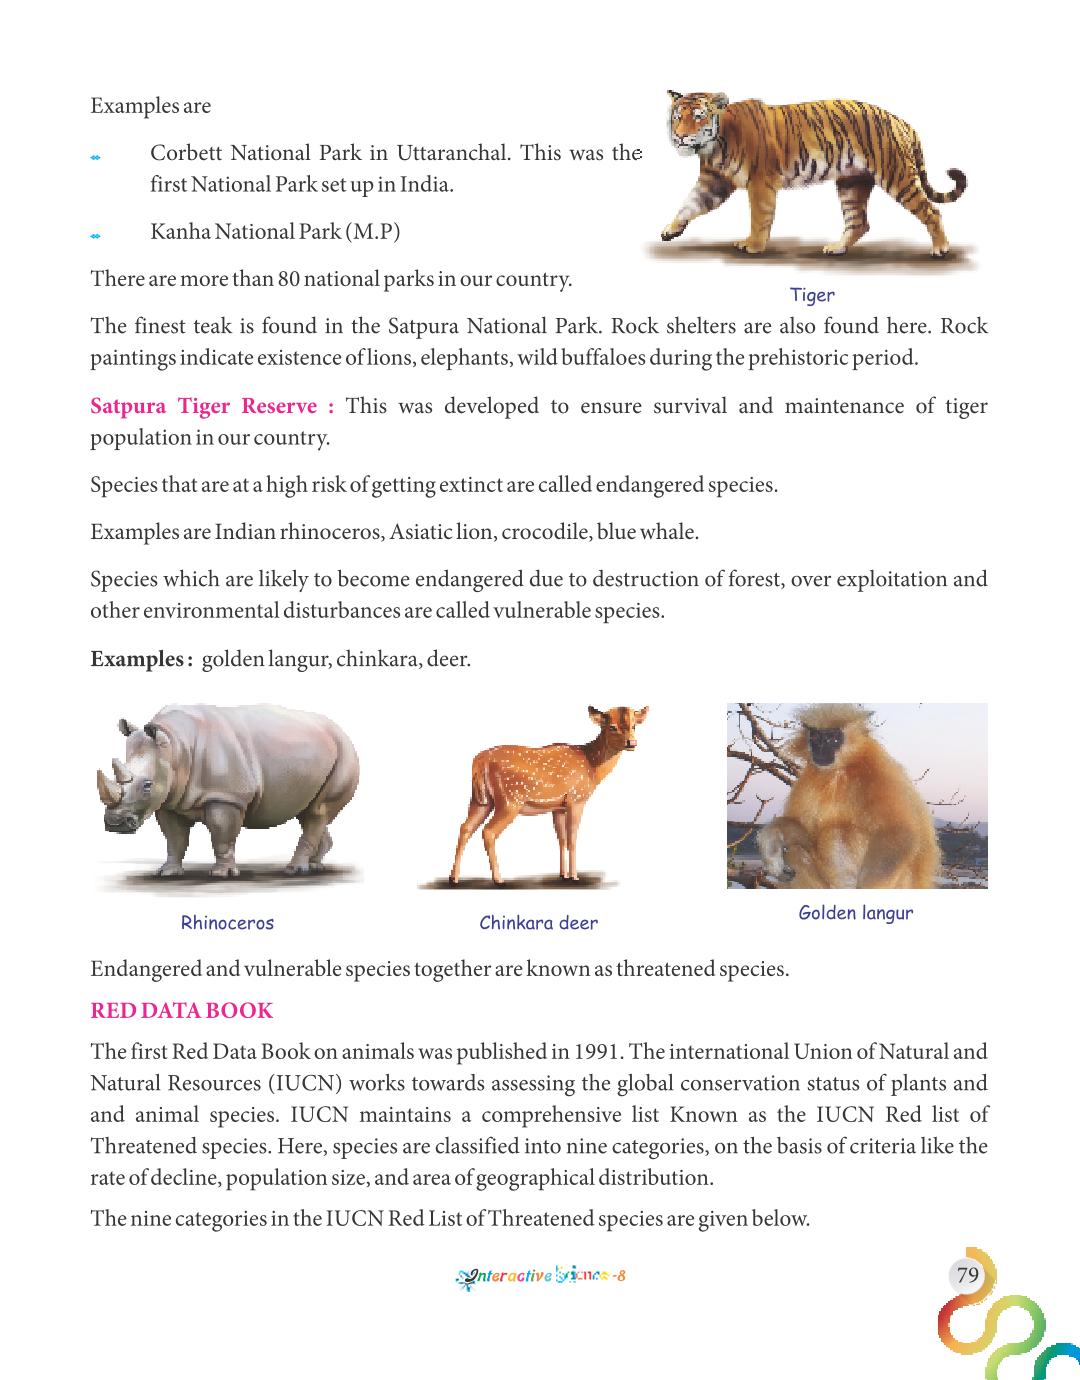 Examples are
Corbett National Park in Uttaranchal. This was the
first National Park set up in India.
Kanha National Park (M.P)
There are more than 80 national parks in our country.
Tiger
The finest teak is found in the Satpura National Park. Rock shelters are also found here. Rock
paintings indicate existence of lions, elephants, wild buffaloes during the prehistoric period.
Satpura Tiger Reserve : This was developed to ensure survival and maintenance of tiger
population in our country.
Species that are at a high risk of getting extinct are called endangered species.
Examples are Indian rhinoceros, Asiatic lion, crocodile, blue whale.
Species which are likely to become endangered due to destruction of forest, over exploitation and
other environmental disturbances are called vulnerable species.
Examples : golden langur, chinkara, deer.
Rhinoceros
Chinkara deer
Golden langur
Endangered and vulnerable species together are known as threatened species.
RED DATA BOOK
The first Red Data Book on animals was published in 1991. The international Union of Natural and
Natural Resources (IUCN) works towards assessing the global conservation status of plants and
and animal species. IUCN maintains a comprehensive list Known as the IUCN Red list of
Threatened species. Here, species are classified into nine categories, on the basis of criteria like the
rate of decline, population size, and area of geographical distribution.
The nine categories in the IUCN Red List of Threatened species are given below.
Interactive Science-8
79